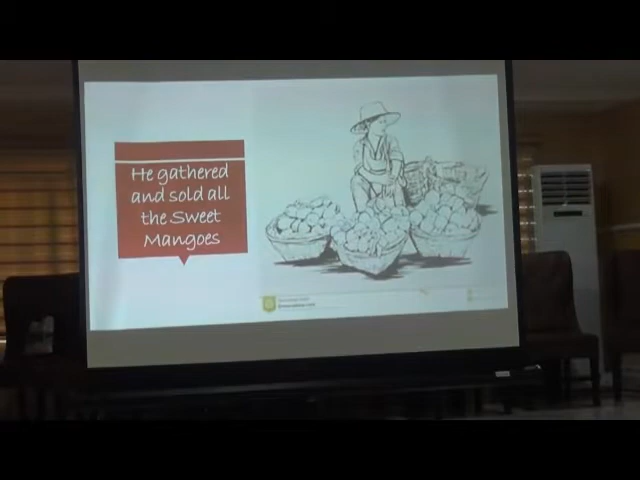 He gathered
and sold all
the Sweet
Mangoes